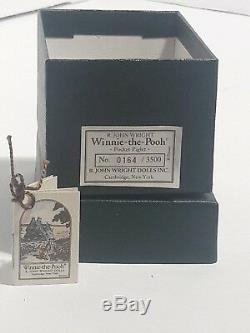 R. JOHN WRIGHT
Winnie-the-Pooh
- Pocket Piglet -
No. 0164 / 3500
R. JOHN WRIGHT DOLLS INC.
Cambridge, New York
Winnie-the-Pooh